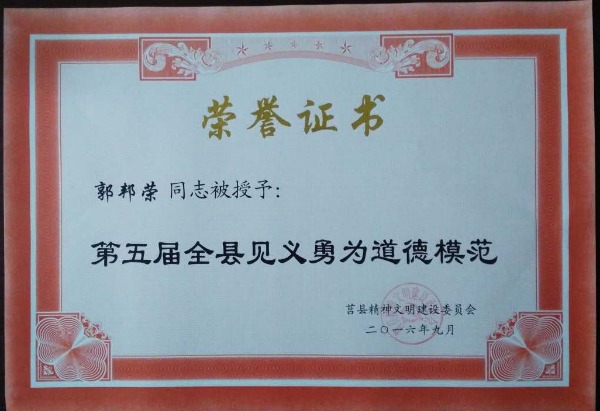 荣誉证书
郭邦荣 同志被授予：
第五届全县见义勇为道德模范
莒县精神文明建设委员会
二〇一六年九月